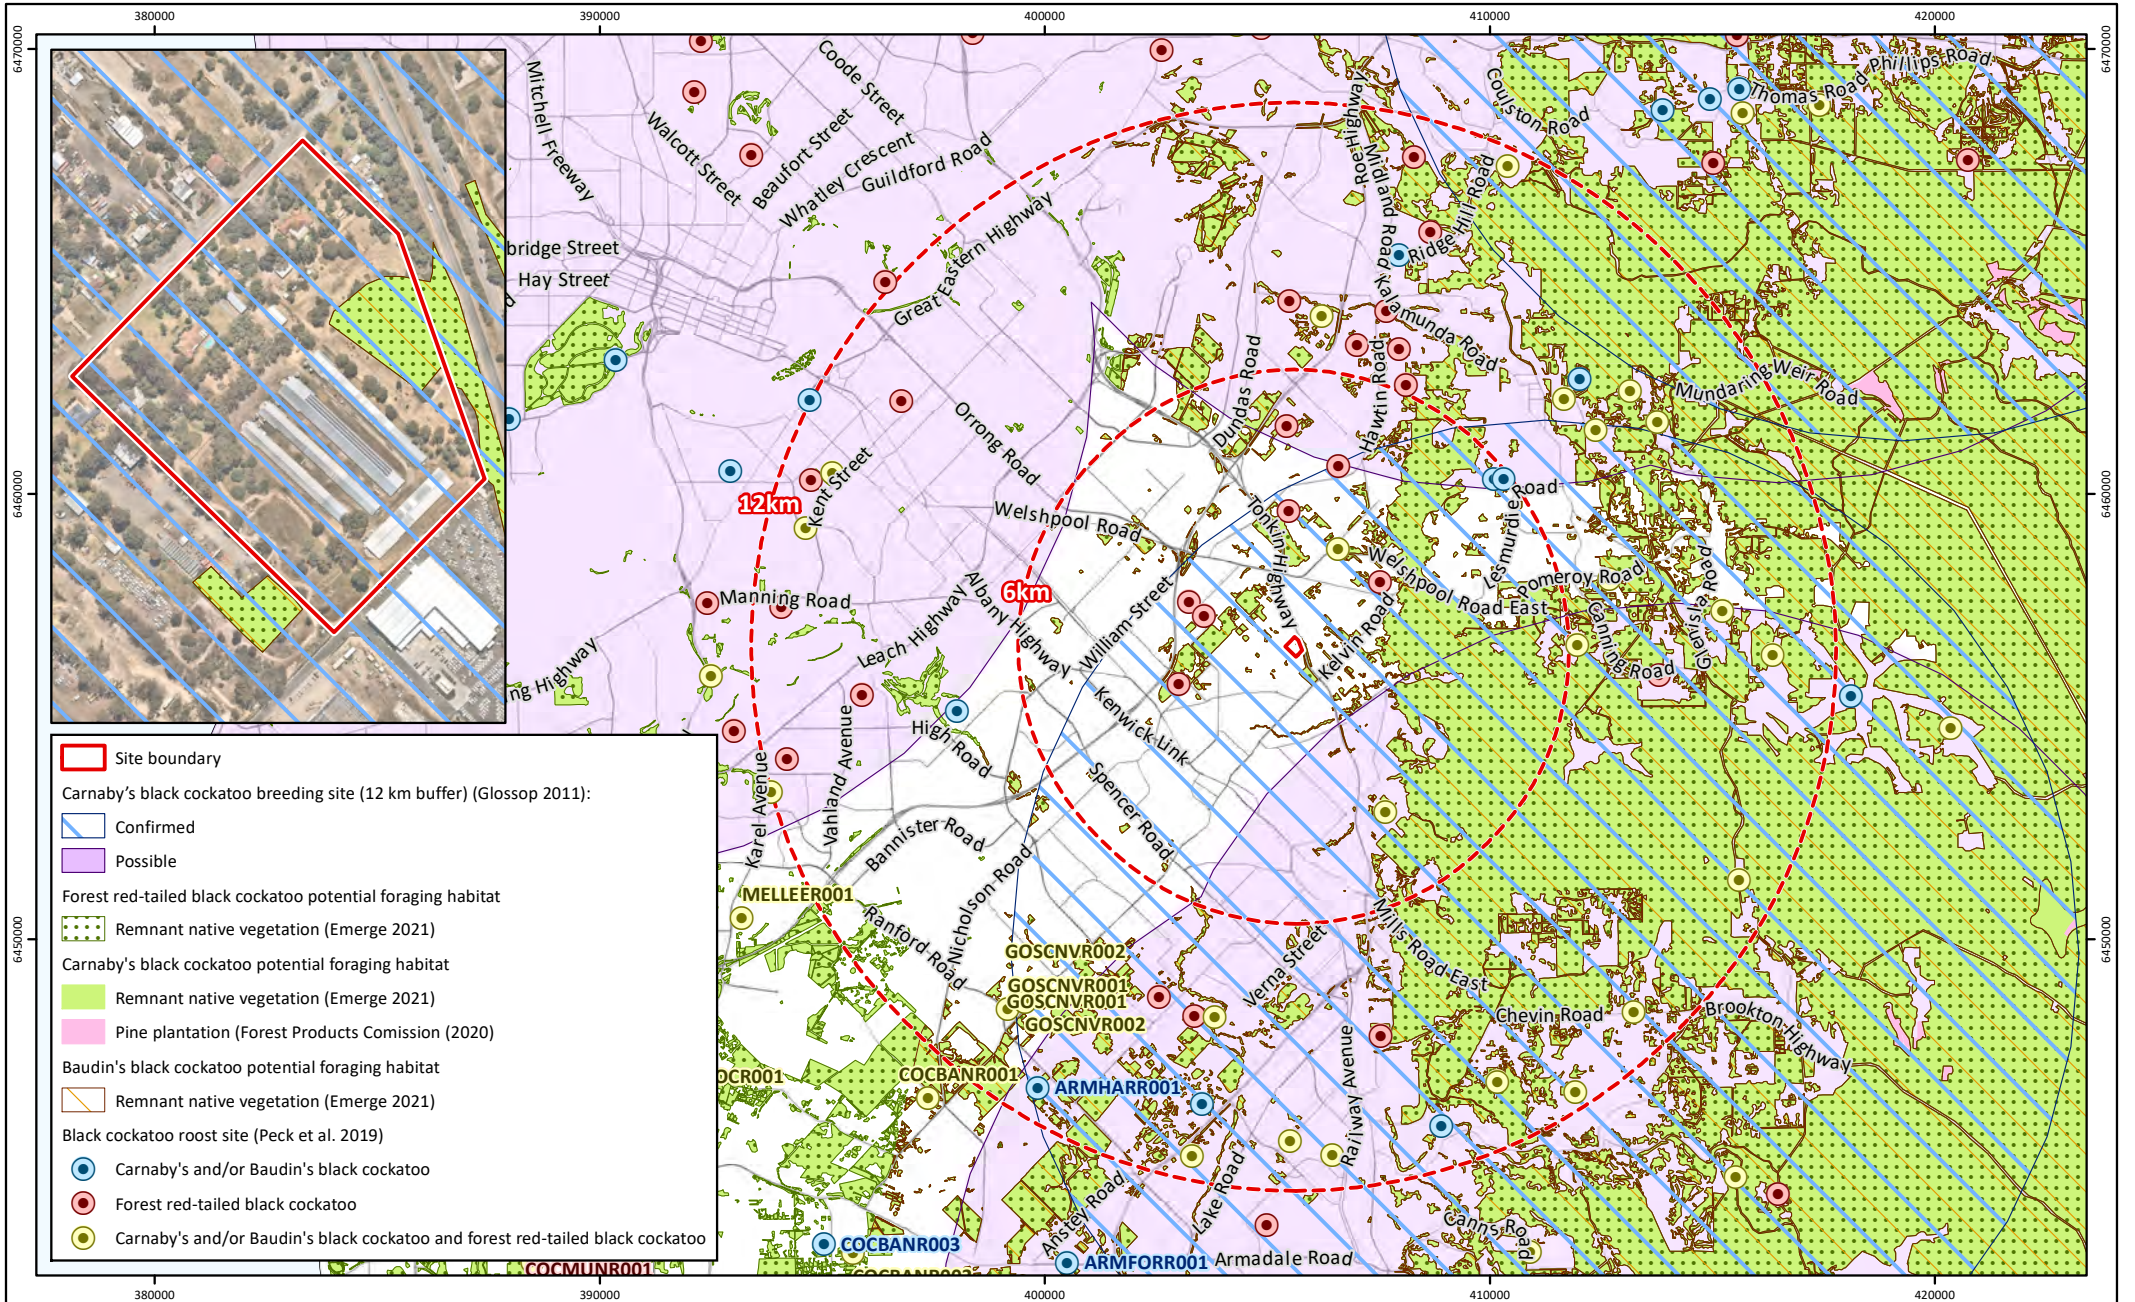 380000
390000
400000
410000
420000
6470000
6470000
Coode Street
Mitchell Freeway
Walcott Street
Beaufort Street
Whatley Crescent
Guildford Road
Great Eastern Highway
Roe Highway
Midland Road
Ridge Hill Road
Coulston Road
Thomas Road
Phillips Road
bridge Street
Hay Street
d
Kalamunda Road
Hawtin Road
Dundas Road
Mundaring Weir Road
Orrong Road
6460000
6460000
12km
Kent Street
Welshpool Road
Tonkin Highway
Lesmurdie Road
Welshpool Road East
Pomeroy Road
Canning Road
Glenisla Road
6km
Manning Road
Leach Highway
Albany Highway
William Street
Kelvin Road
ing Highway
High Road
Kenwick Link
Vahland Avenue
Karel Avenue
Bannister Road
Spencer Road
Nicholson Road
Ranford Road
MELLEER001
6450000
6450000
GOSCNVR002
GOSCNVR001
GOSCNVR001
GOSCNVR002
Verna Street
Mills Road East
Chevin Road
Brookton Highway
OCR001
COCBANR001
ARMHARR001
Railway Avenue
Lake Road
Anstey Road
Canns Road
COCBANR003
ARMFORR001
Armadale Road
COCMUNR001
Site boundary
Carnaby's black cockatoo breeding site (12 km buffer) (Glossop 2011):
Confirmed
Possible
Forest red-tailed black cockatoo potential foraging habitat
Remnant native vegetation (Emerge 2021)
Carnaby's black cockatoo potential foraging habitat
Remnant native vegetation (Emerge 2021)
Pine plantation (Forest Products Comission (2020)
Baudin's black cockatoo potential foraging habitat
Remnant native vegetation (Emerge 2021)
Black cockatoo roost site (Peck et al. 2019)
Carnaby's and/or Baudin's black cockatoo
Forest red-tailed black cockatoo
Carnaby's and/or Baudin's black cockatoo and forest red-tailed black cockatoo
380000
390000
400000
410000
420000